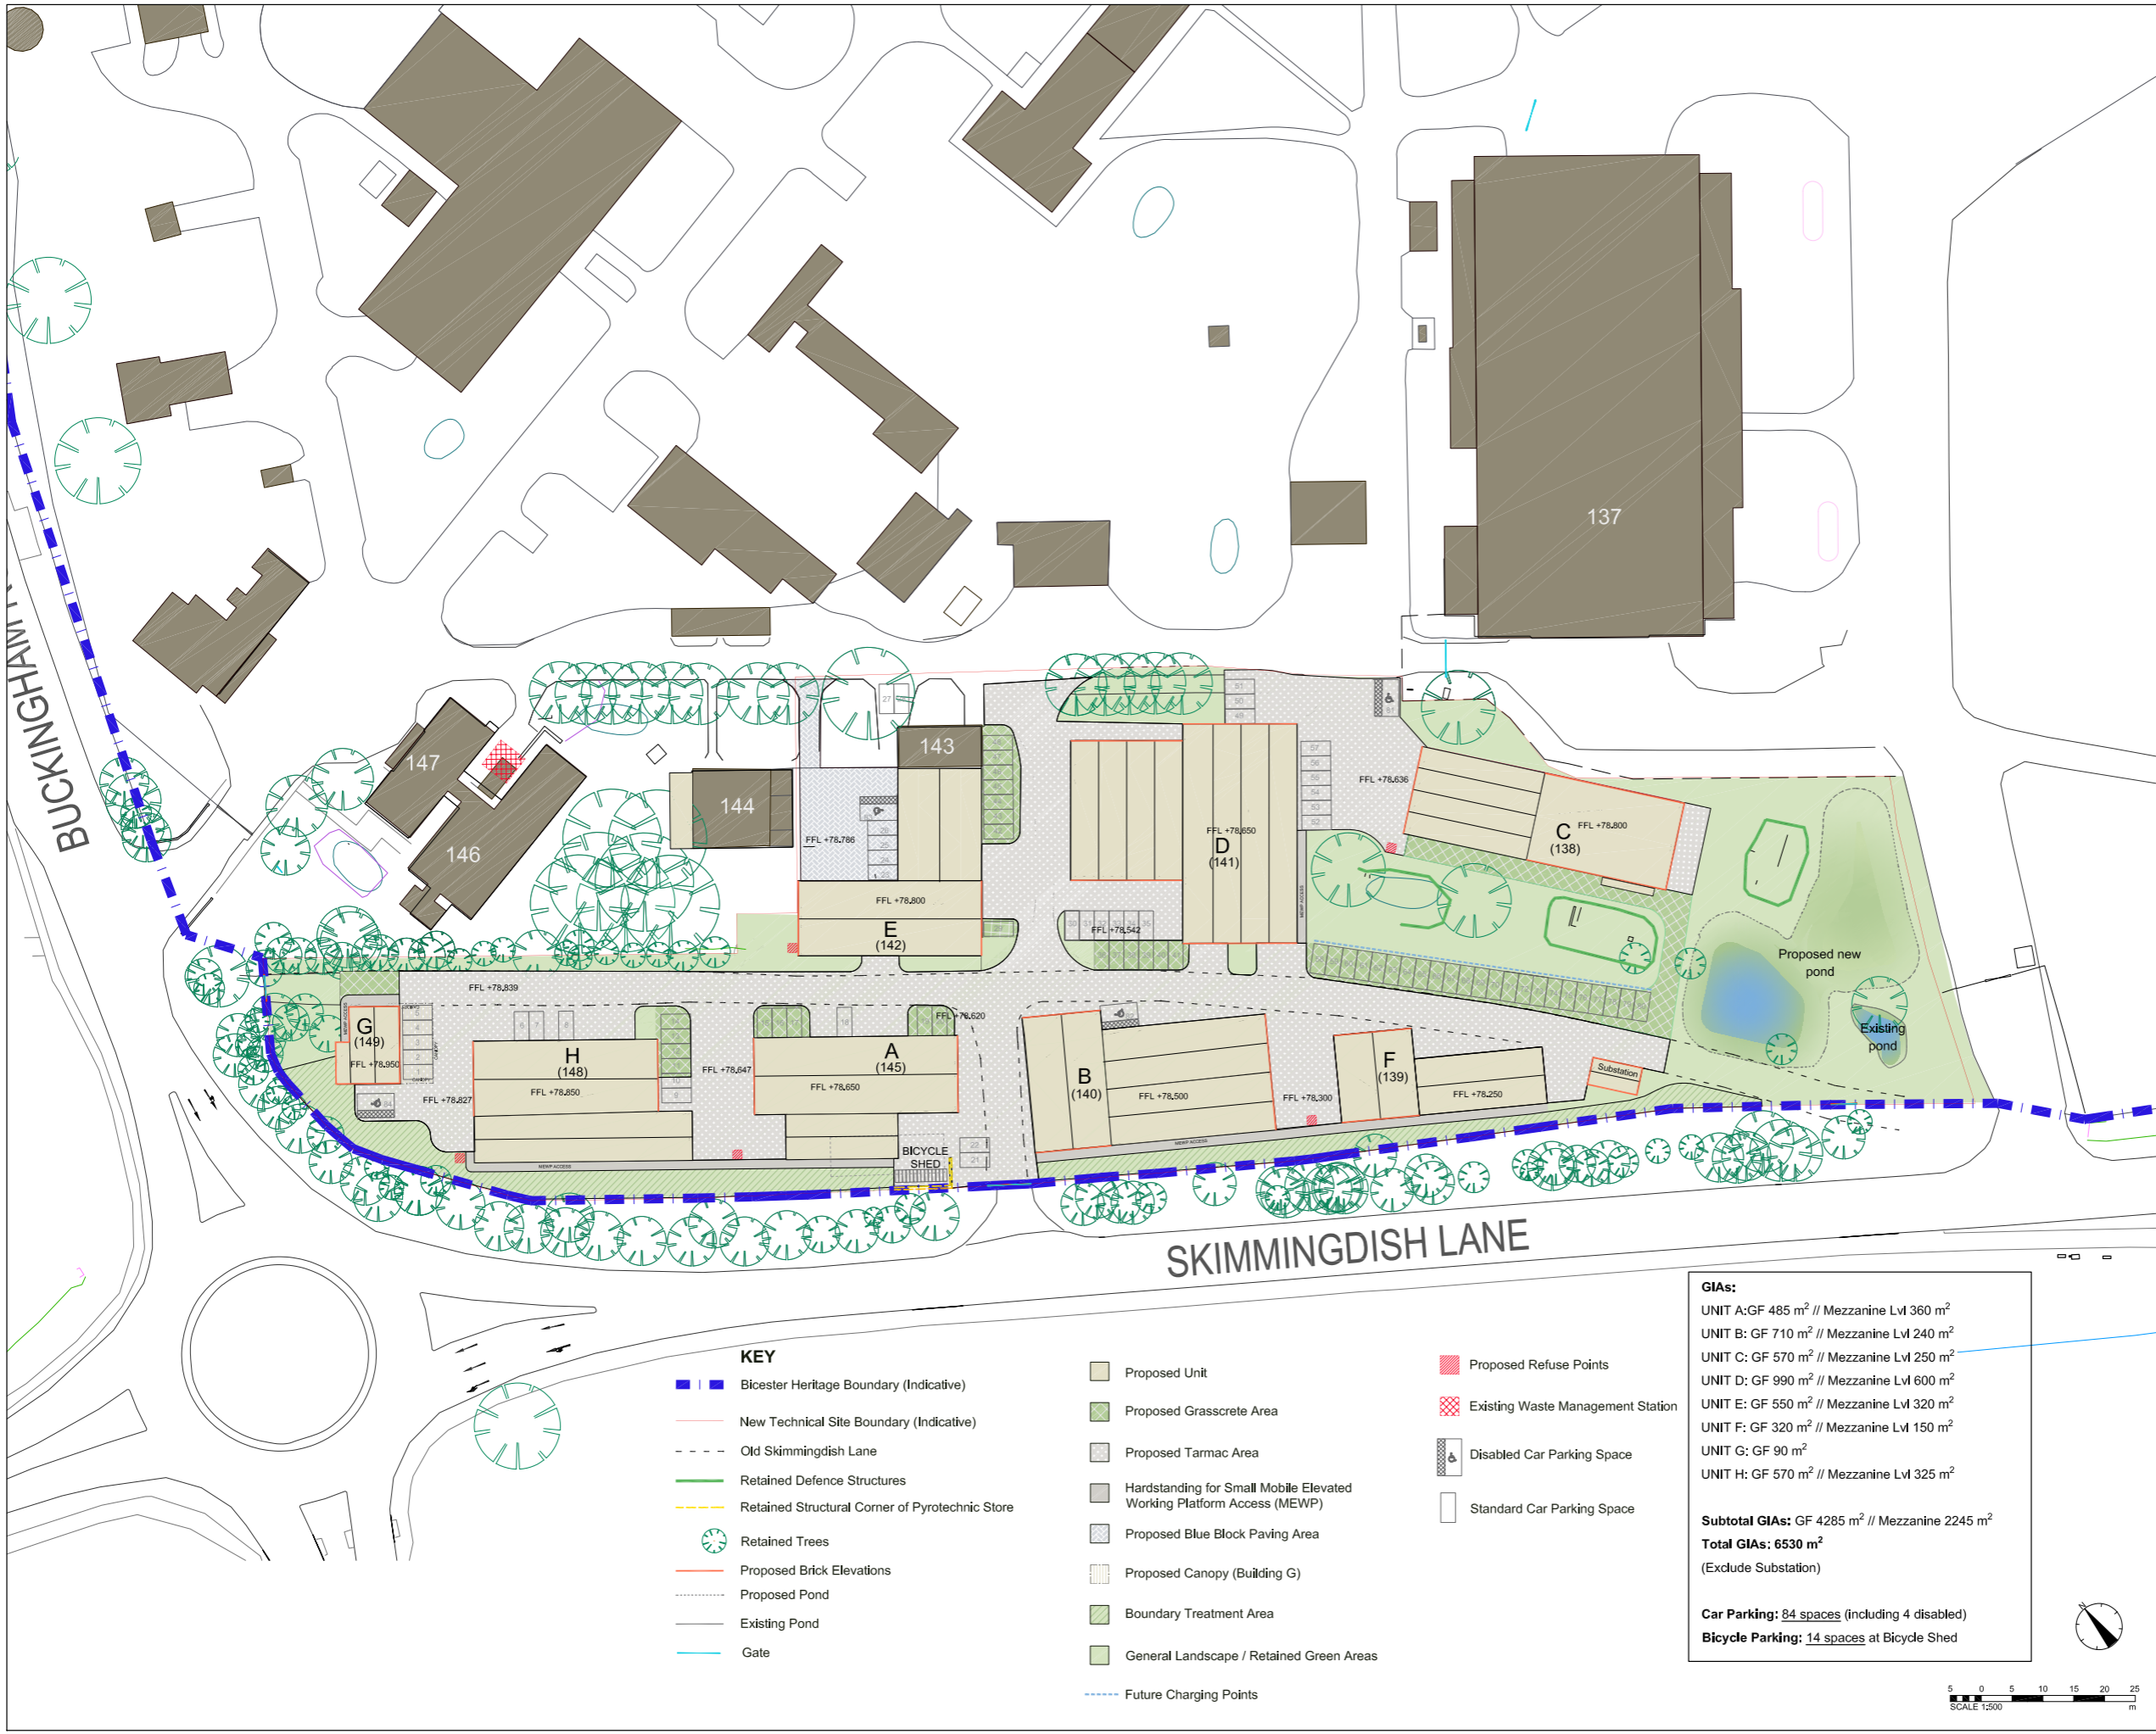 137
BUCKINGHAM
147
146
143
144
FFL +78.786
FFL +78.800
E
(142)
FFL +78.650
D
(141)
MEWP ACCESS
FFL +78.542
FFL +78.636
C
(138)
FFL +78.800
Proposed new
pond
Existing
pond
FFL +78.839
G
(149)
FFL +78.950
MEWP ACCESS
CANOPY
FFL +78.827
H
(148)
FFL +78.850
MEWP ACCESS
FFL +78.647
A
(145)
FFL +78.650
FFL +78.620
BICYCLE
SHED
B
(140)
FFL +78.500
MEWP ACCESS
FFL +78.300
F
(139)
FFL +78.250
Substation
SKIMMINGDISH LANE
KEY
Bicester Heritage Boundary (Indicative)
New Technical Site Boundary (Indicative)
Old Skimmingdish Lane
Retained Defence Structures
Retained Structural Corner of Pyrotechnic Store
Retained Trees
Proposed Brick Elevations
Proposed Pond
Existing Pond
Gate
Proposed Unit
Proposed Grasscrete Area
Proposed Tarmac Area
Hardstanding for Small Mobile Elevated
Working Platform Access (MEWP)
Proposed Blue Block Paving Area
Proposed Canopy (Building G)
Boundary Treatment Area
General Landscape / Retained Green Areas
Future Charging Points
Proposed Refuse Points
Existing Waste Management Station
Disabled Car Parking Space
Standard Car Parking Space
GIAs:
UNIT A:GF 485 m² // Mezzanine Lvl 360 m²
UNIT B: GF 710 m² // Mezzanine Lvl 240 m²
UNIT C: GF 570 m² // Mezzanine Lvl 250 m²
UNIT D: GF 990 m² // Mezzanine Lvl 600 m²
UNIT E: GF 550 m² // Mezzanine Lvl 320 m²
UNIT F: GF 320 m² // Mezzanine Lvl 150 m²
UNIT G: GF 90 m²
UNIT H: GF 570 m² // Mezzanine Lvl 325 m²
Subtotal GIAs: GF 4285 m² // Mezzanine 2245 m²
Total GIAs: 6530 m²
(Exclude Substation)
Car Parking: 84 spaces (including 4 disabled)
Bicycle Parking: 14 spaces at Bicycle Shed
N
5 0 5 10 15 20 25
SCALE 1:500 m